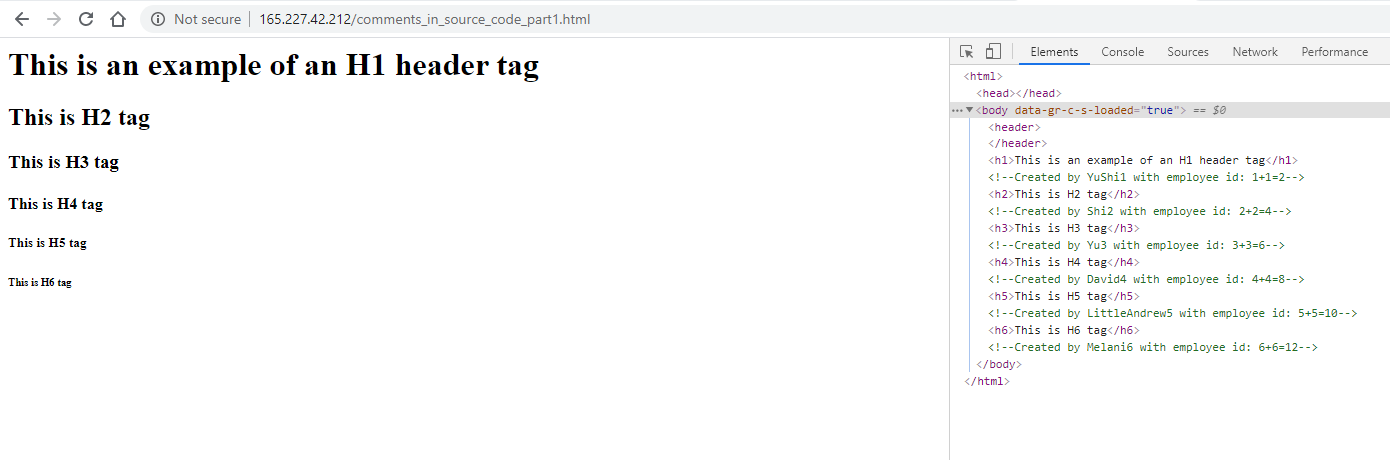 Not secure | 165.227.42.212/comments_in_source_code_part1.html
This is an example of an H1 header tag
This is H2 tag
This is H3 tag
This is H4 tag
This is H5 tag
This is H6 tag
Elements Console Sources Network Performance
<html>
<head></head>
<body data-gr-c-s-loaded="true"> == $0
<header>
</header>
<h1>This is an example of an H1 header tag</h1>
<!--Created by YuShi1 with employee id: 1+1=2-->
<h2>This is H2 tag</h2>
<!--Created by Shi2 with employee id: 2+2=4-->
<h3>This is H3 tag</h3>
<!--Created by Yu3 with employee id: 3+3=6-->
<h4>This is H4 tag</h4>
<!--Created by David4 with employee id: 4+4=8-->
<h5>This is H5 tag</h5>
<!--Created by LittleAndrew5 with employee id: 5+5=10-->
<h6>This is H6 tag</h6>
<!--Created by Melani6 with employee id: 6+6=12-->
</body>
</html>